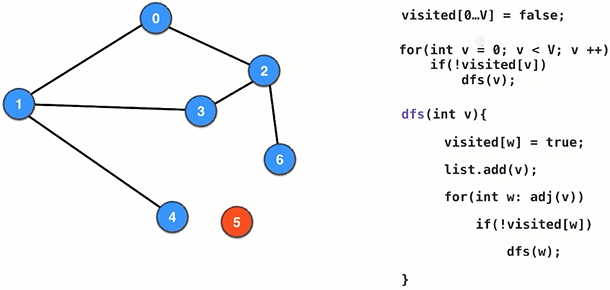 0
2
1
3
6
4
5
visited[0…V] = false;
for(int v = 0; v < V; v ++)
if(!visited[v])
dfs(v);
dfs(int v){
visited[w] = true;
list.add(v);
for(int w: adj(v))
if(!visited[w])
dfs(w);
}